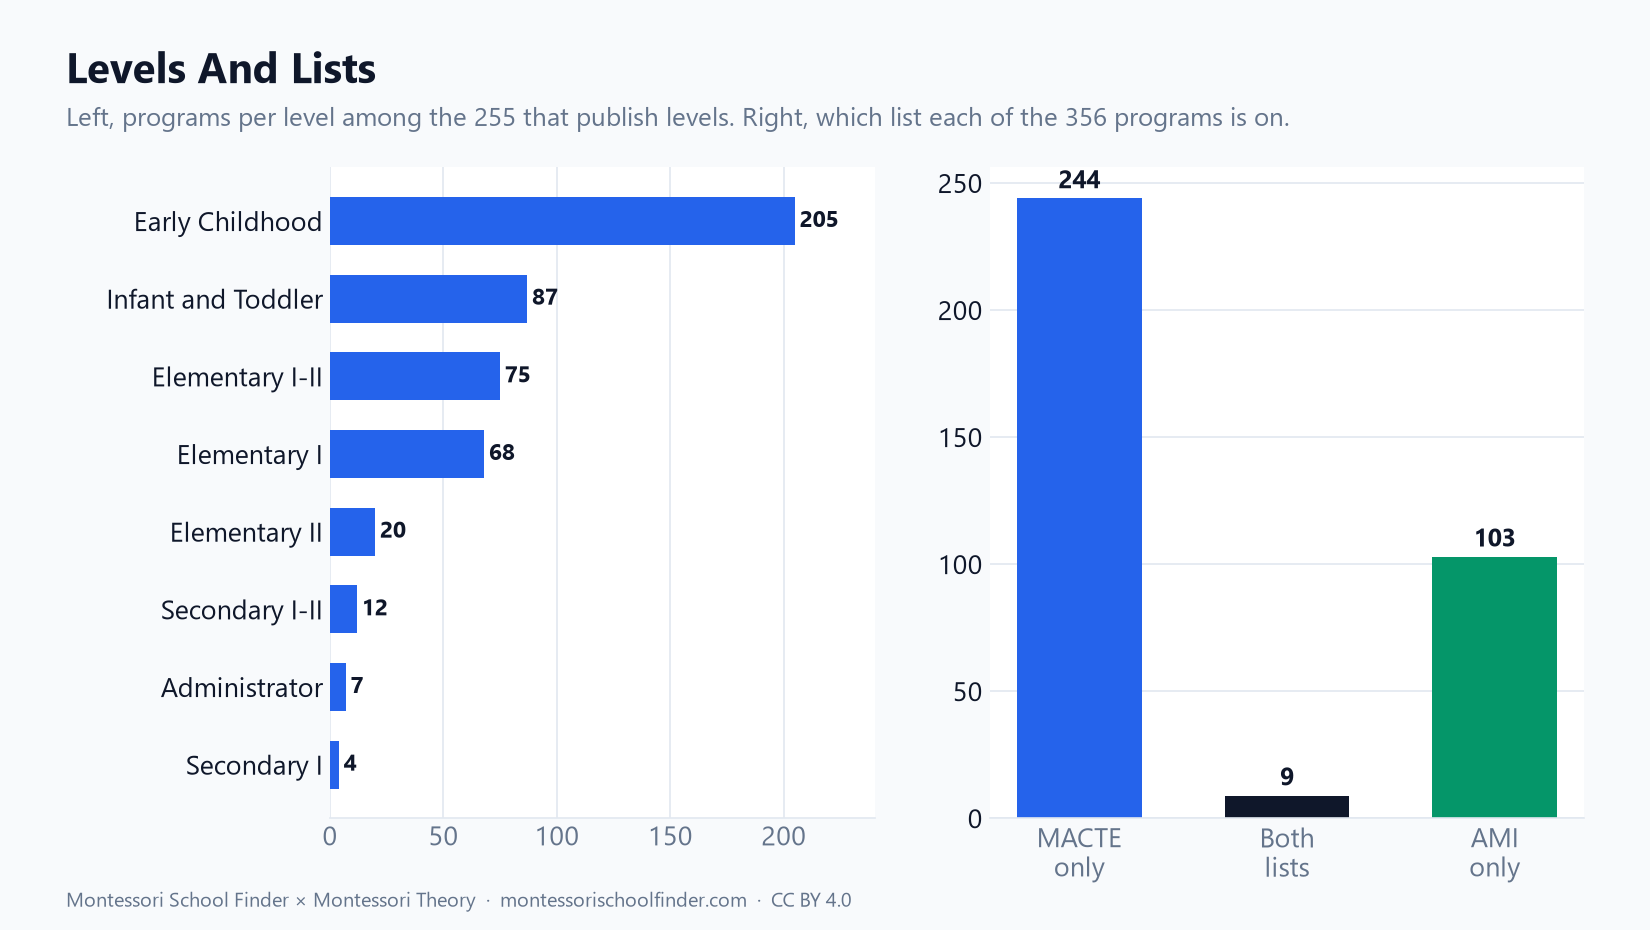 Levels And Lists
Left, programs per level among the 255 that publish levels. Right, which list each of the 356 programs is on.
Early Childhood 205
Infant and Toddler 87
Elementary I-II 75
Elementary I 68
Elementary II 20
Secondary I-II 12
Administrator 7
Secondary I 4
0 50 100 150 200
250
200
150
100
50
0
244
9
103
MACTE
only
Both
lists
AMI
only
Montessori School Finder × Montessori Theory · montessorischoolfinder.com · CC BY 4.0